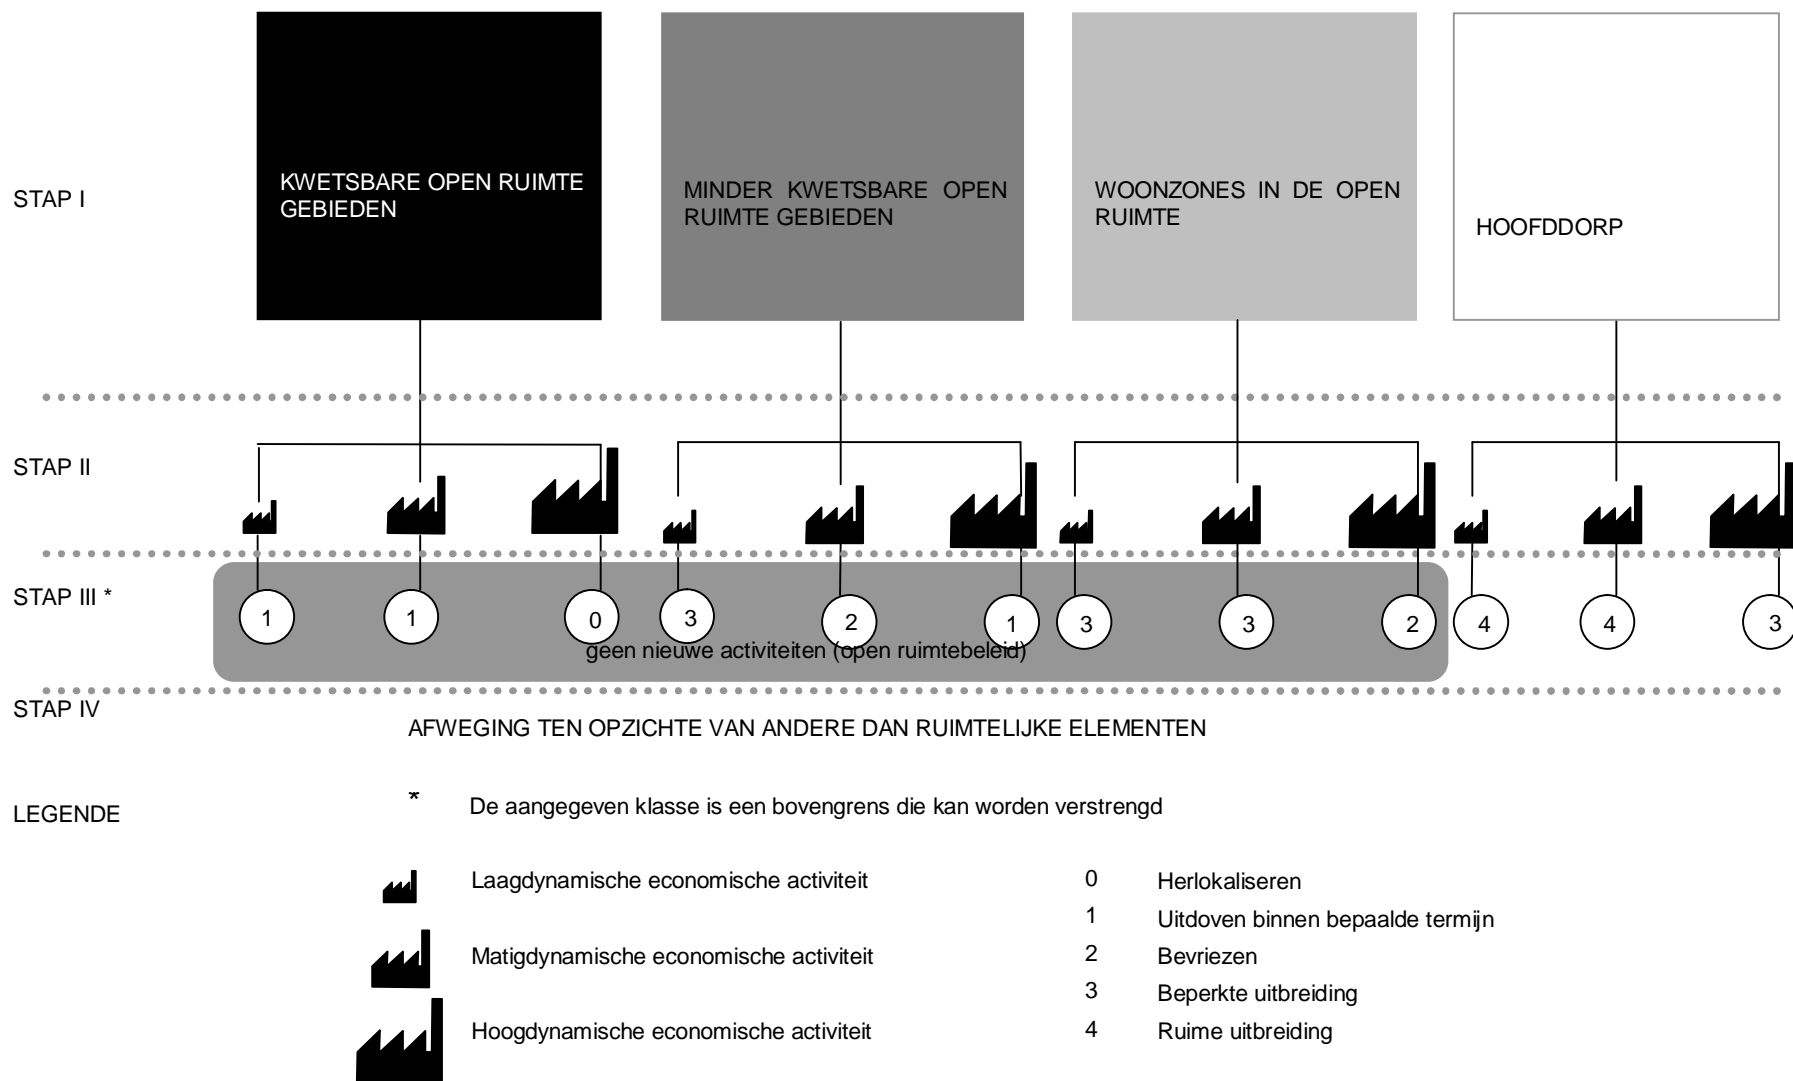 STAP I
KWETSBARE OPEN RUIMTE
GEBIEDEN
MINDER KWETSBARE OPEN
RUIMTE GEBIEDEN
WOONZONES IN DE OPEN
RUIMTE
HOOFDDORP
STAP II
STAP III *
1 1 0 3 2 1 3 3 2 4 4 3
geen nieuwe activiteiten (open ruimtebeleid)
STAP IV
AFWEGING TEN OPZICHTE VAN ANDERE DAN RUIMTELIJKE ELEMENTEN
LEGENDE
* De aangegeven klasse is een bovengrens die kan worden verstrengd
Laagdynamische economische activiteit
Matigdynamische economische activiteit
Hoogdynamische economische activiteit
0 Herlokaliseren
1 Uitdoven binnen bepaalde termijn
2 Bevriezen
3 Beperkte uitbreiding
4 Ruime uitbreiding